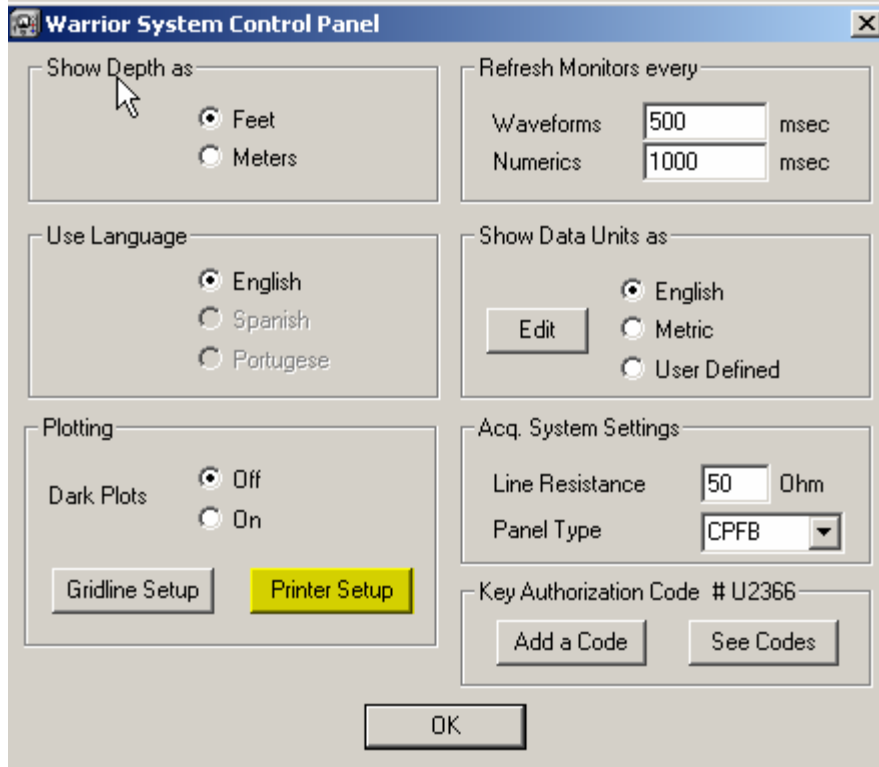 Warrior System Control Panel
Show Depth as
Feet
Meters
Refresh Monitors every
Waveforms 500 msec
Numerics 1000 msec
Use Language
English
Spanish
Portugese
Show Data Units as
Edit
English
Metric
User Defined
Plotting
Dark Plots
Off
On
Gridline Setup Printer Setup
Acq. System Settings
Line Resistance 50 Ohm
Panel Type CPFB
Key Authorization Code # U2366
Add a Code See Codes
OK